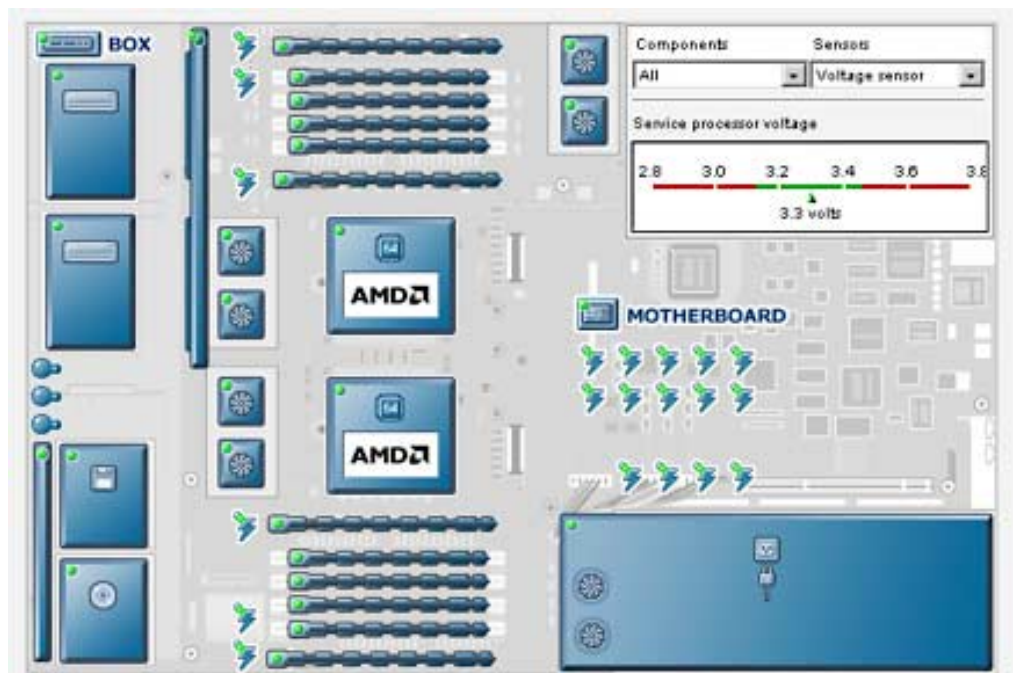 BOX
Components Sensors
All Voltage sensor
Service processor voltage
2.8 3.0 3.2 3.4 3.6 3.8
3.3 volts
AMD
MOTHERBOARD
AMD